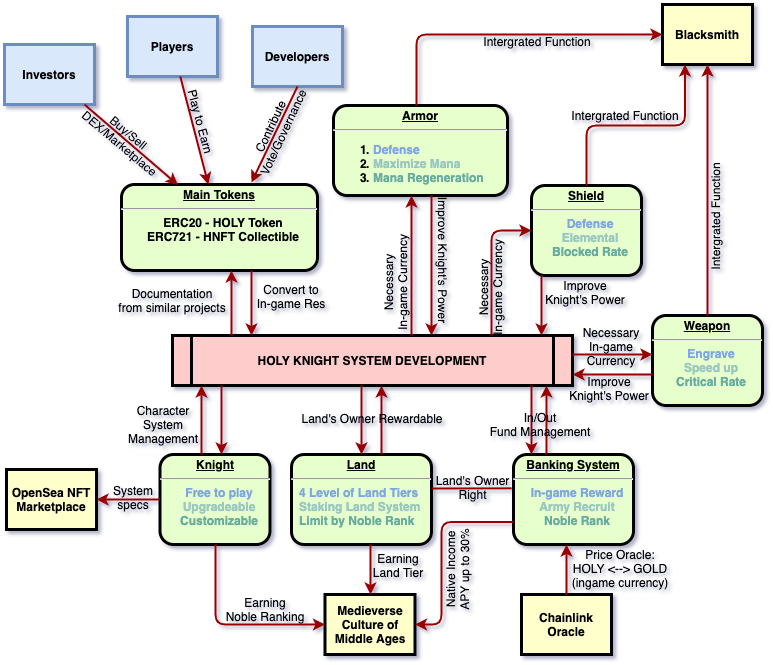 Investors
Players
Developers
Blacksmith
Intergrated Function
Buy/Sell
DEX/Marketplace
Play to Earn
Contribute
Vote/Governance
Armor
1. Defense
2. Maximize Mana
3. Mana Regeneration
Intergrated Function
Intergrated Function
Main Tokens
ERC20 - HOLY Token
ERC721 - HNFT Collectible
Shield
Defense
Elemental
Blocked Rate
Necessary
In-game Currency
Improve Knight's Power
Necessary
In-game Currency
Improve
Knight's Power
Documentation
from similar projects
Convert to
In-game Res
Weapon
Engrave
Speed up
Critical Rate
Necessary
In-game
Currency
Improve
Knight's Power
HOLY KNIGHT SYSTEM DEVELOPMENT
Character
System
Management
Land's Owner Rewardable
In/Out
Fund Management
Knight
Free to play
Upgradeable
Customizable
Land
4 Level of Land Tiers
Staking Land System
Limit by Noble Rank
Banking System
In-game Reward
Army Recruit
Noble Rank
OpenSea NFT
Marketplace
System
specs
Land's Owner
Right
Earning
Land Tier
Native Income
APY up to 30%
Price Oracle:
HOLY <--> GOLD
(ingame currency)
Earning
Noble Ranking
Medieverse
Culture of
Middle Ages
Chainlink
Oracle